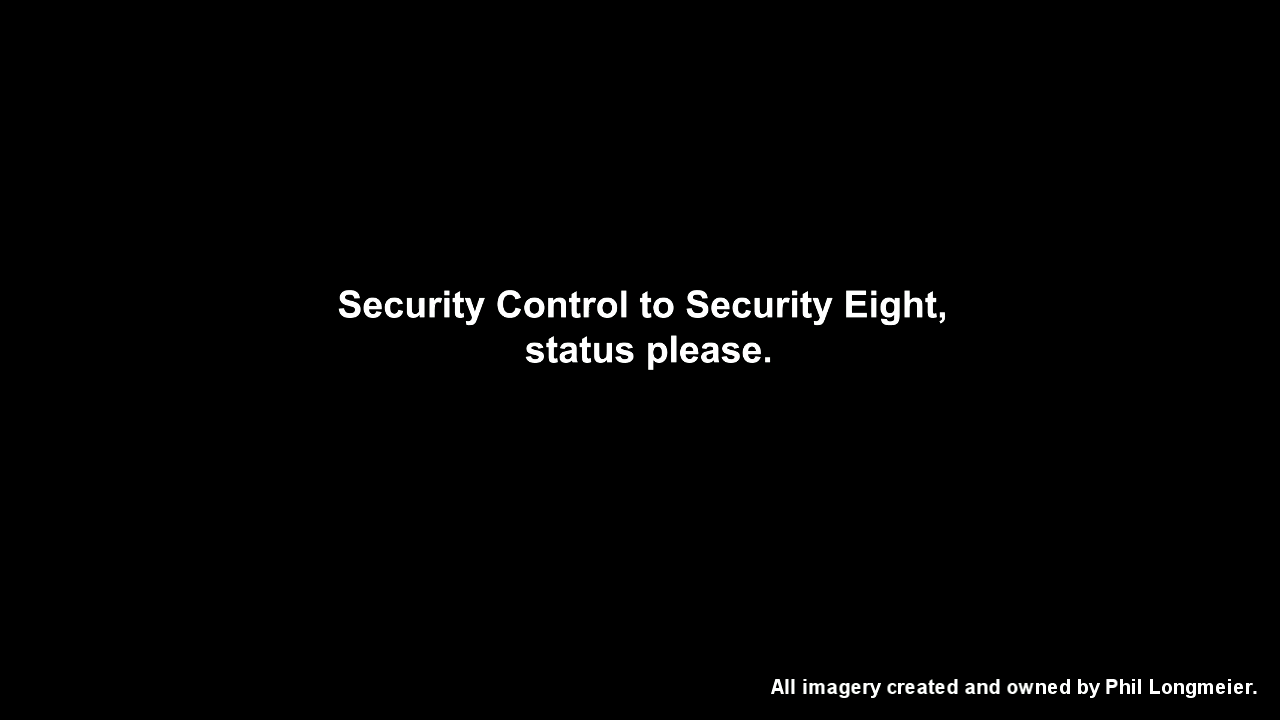 Security Control to Security Eight,
status please.
All imagery created and owned by Phil Longmeier.